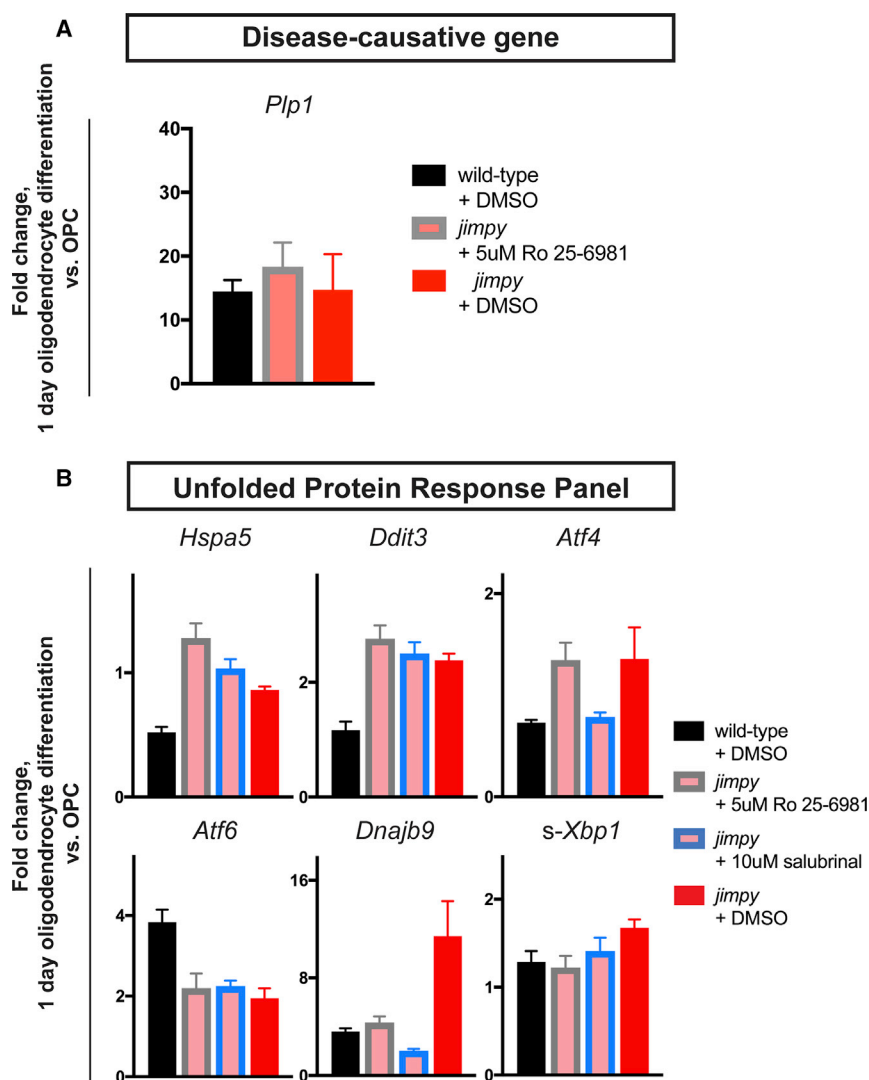 A
Disease-causative gene
Fold change,
1 day oligodendrocyte differentiation
vs. OPC
Plp1
40
30
20
10
0
wild-type
+ DMSO
jimpy
+ 5uM Ro 25-6981
jimpy
+ DMSO
B
Unfolded Protein Response Panel
Fold change,
1 day oligodendrocyte differentiation
vs. OPC
Hspa5
1
0
Ddit3
2
0
Atf4
2
0
Atf6
4
2
0
Dnajb9
16
8
0
s-Xbp1
2
1
0
wild-type
+ DMSO
jimpy
+ 5uM Ro 25-6981
jimpy
+ 10uM salubrinal
jimpy
+ DMSO